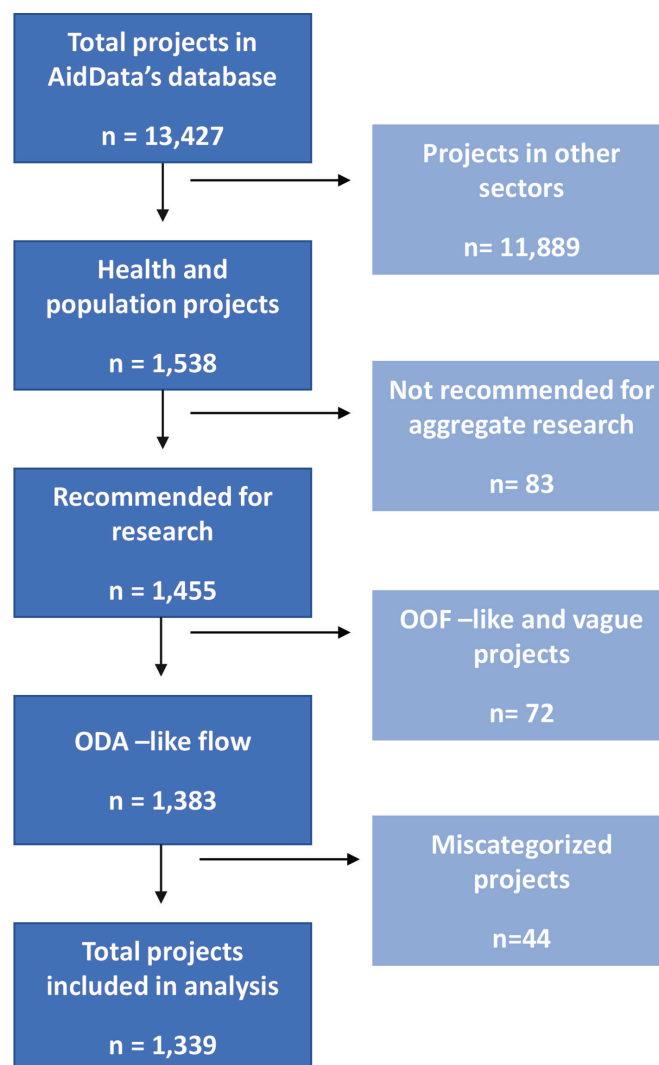 Total projects in
AidData’s database
n = 13,427
Projects in other
sectors
n= 11,889
Health and
population projects
n = 1,538
Not recommended for
aggregate research
n= 83
Recommended for
research
n = 1,455
OOF –like and vague
projects
n= 72
ODA –like flow
n = 1,383
Miscategorized
projects
n=44
Total projects
included in analysis
n = 1,339